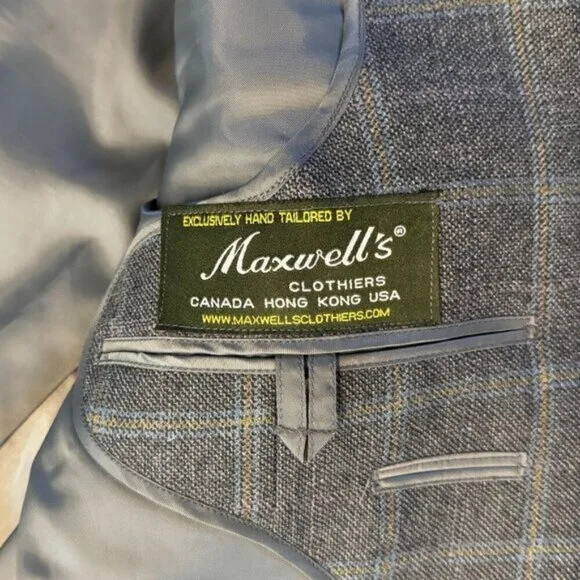 EXCLUSIVELY HAND TAILORED BY
Maxwell's®
CLOTHIERS
CANADA HONG KONG USA
WWW.MAXWELLSCLOTHIERS.COM